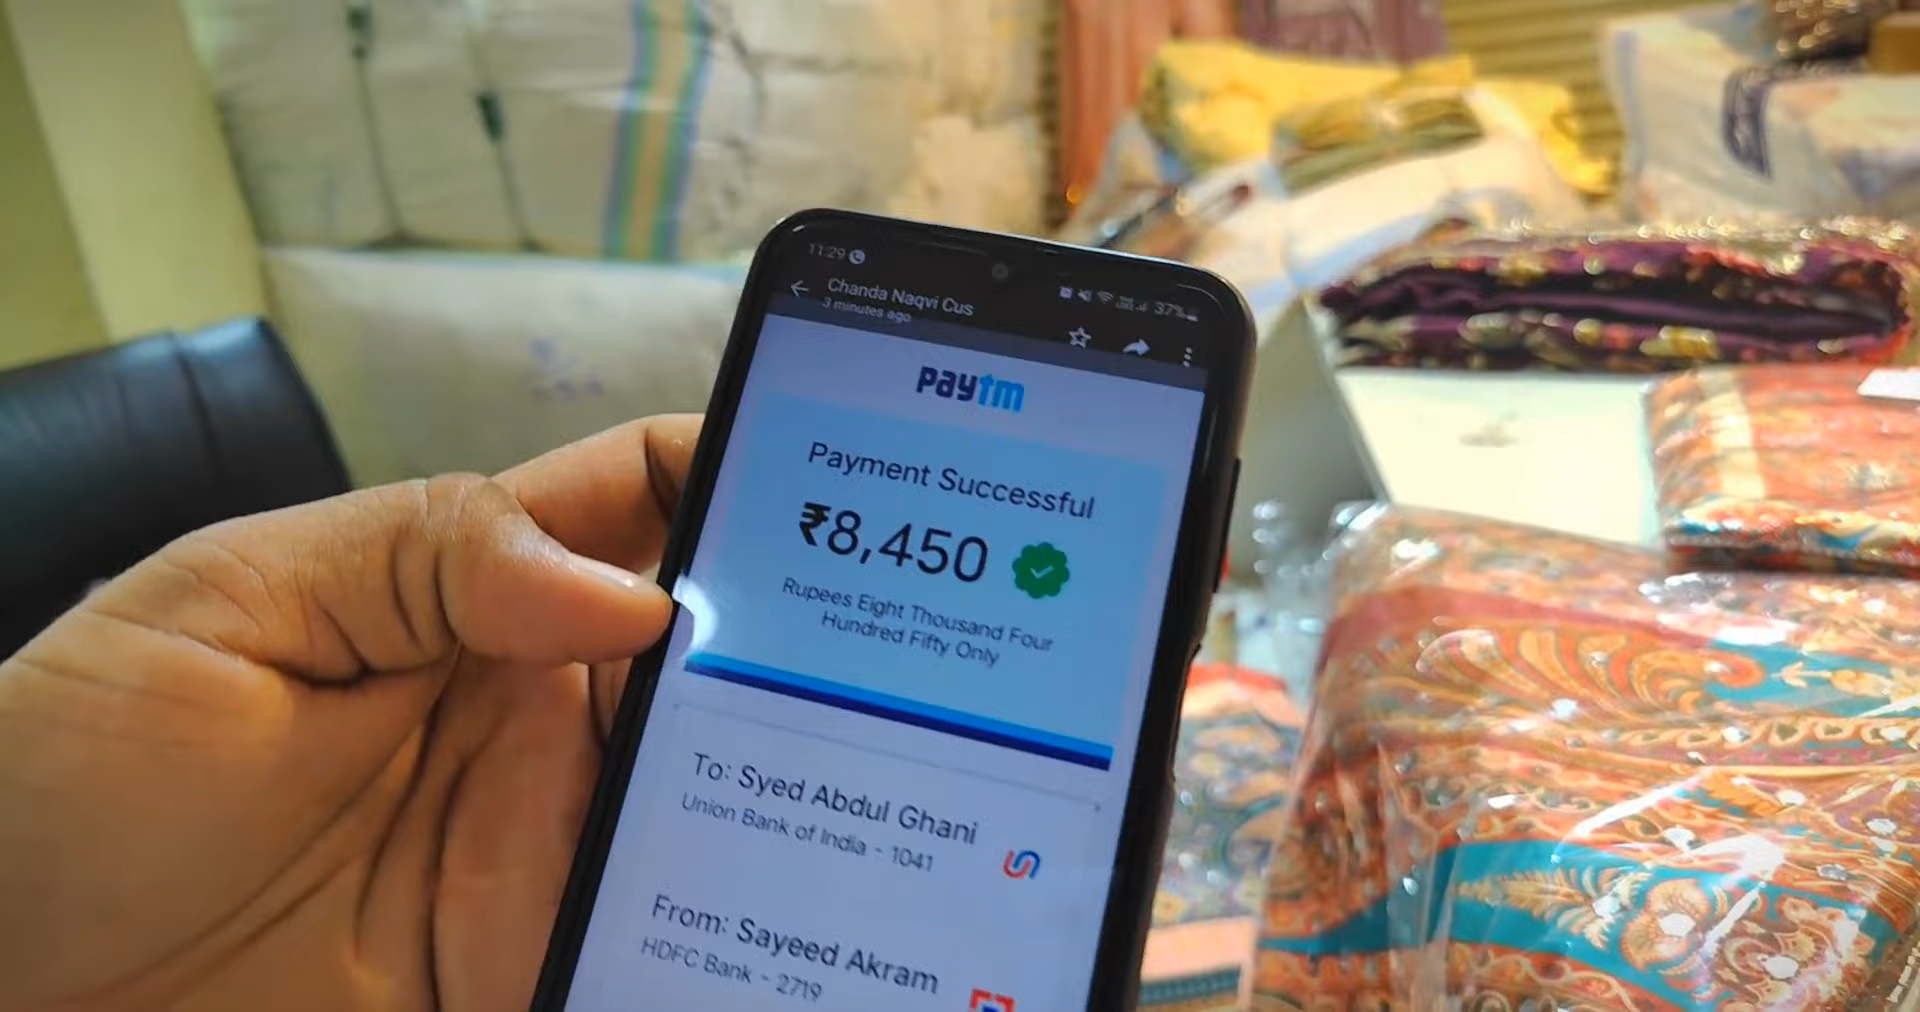 11:29
37%
Chanda Naqvi Cus
3 minutes ago
paytm
Payment Successful
₹8,450
Rupees Eight Thousand Four
Hundred Fifty Only
To: Syed Abdul Ghani
Union Bank of India - 1041
From: Sayeed Akram
HDFC Bank - 2719